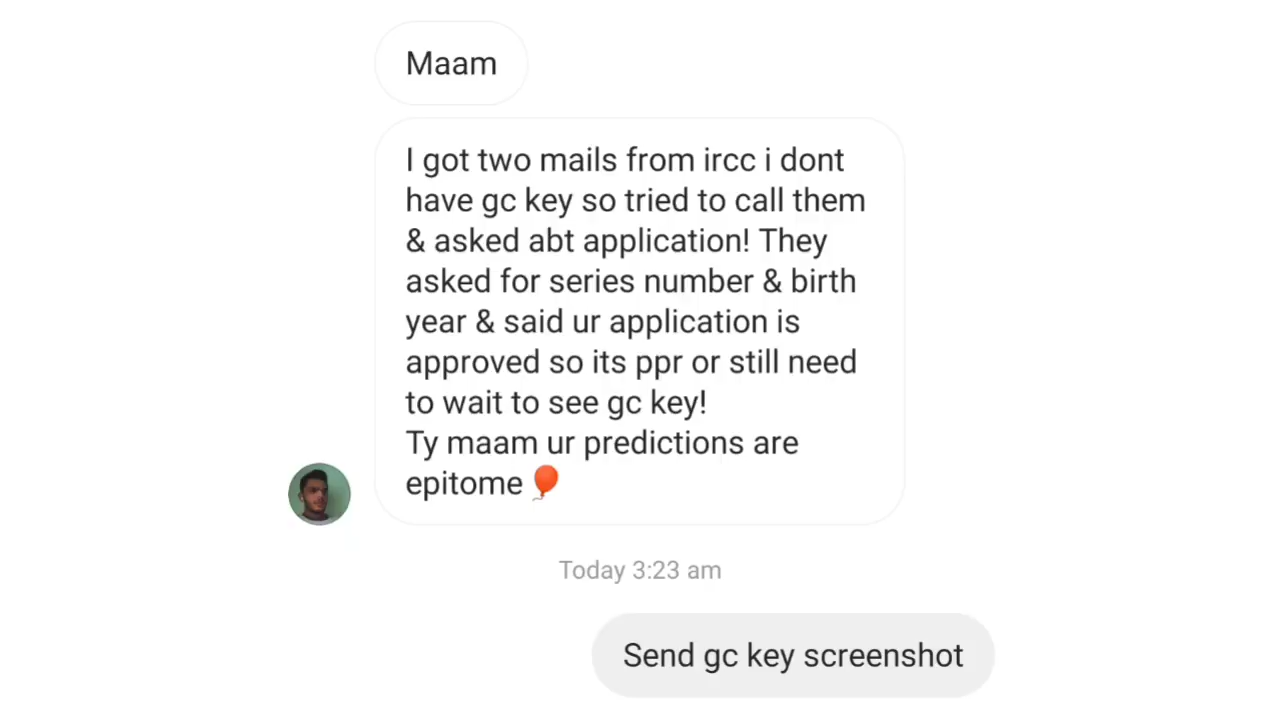 Maam
I got two mails from ircc i dont
have gc key so tried to call them
& asked abt application! They
asked for series number & birth
year & said ur application is
approved so its ppr or still need
to wait to see gc key!
Ty maam ur predictions are
epitome 🎈
Today 3:23 am
Send gc key screenshot